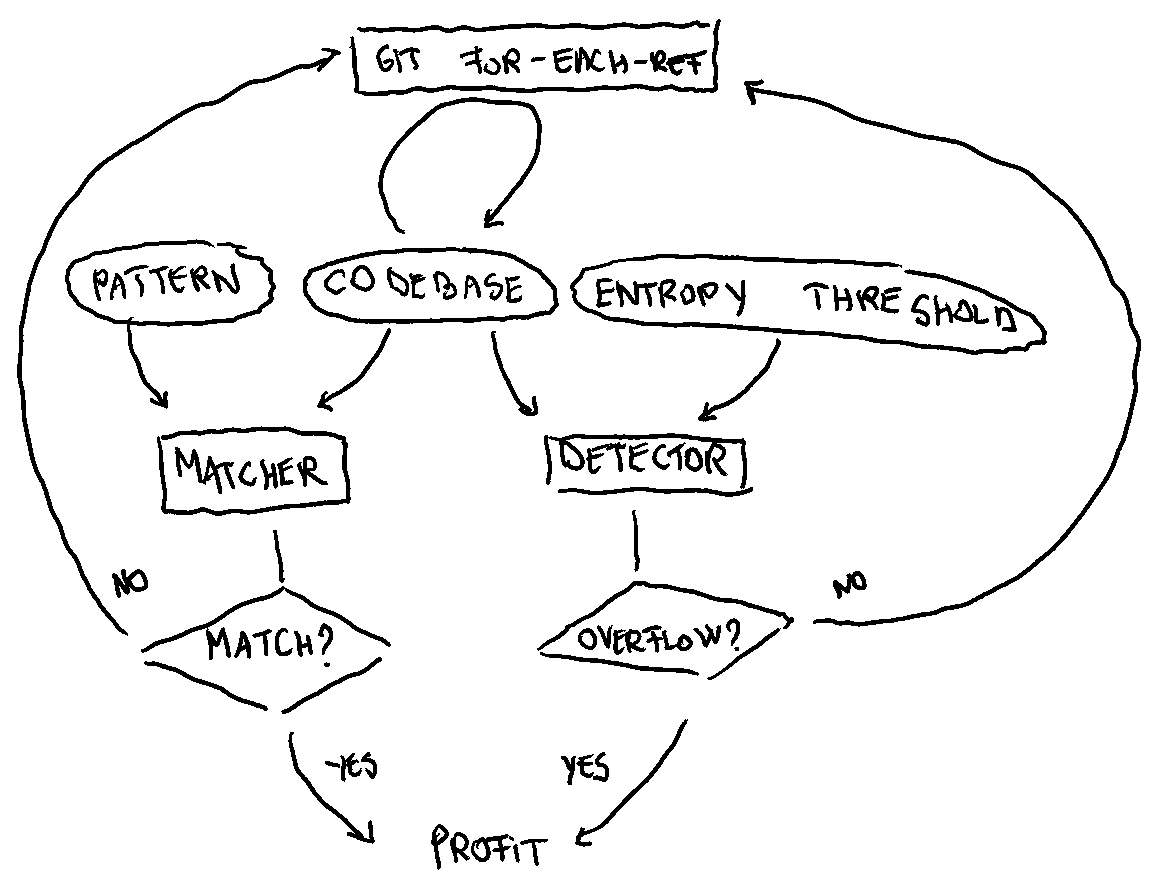 GIT FOR-EACH-REF
PATTERN
CODEBASE
ENTROPY THRESHOLD
MATCHER
DETECTOR
NO
NO
MATCH?
OVERFLOW?
YES
YES
PROFIT